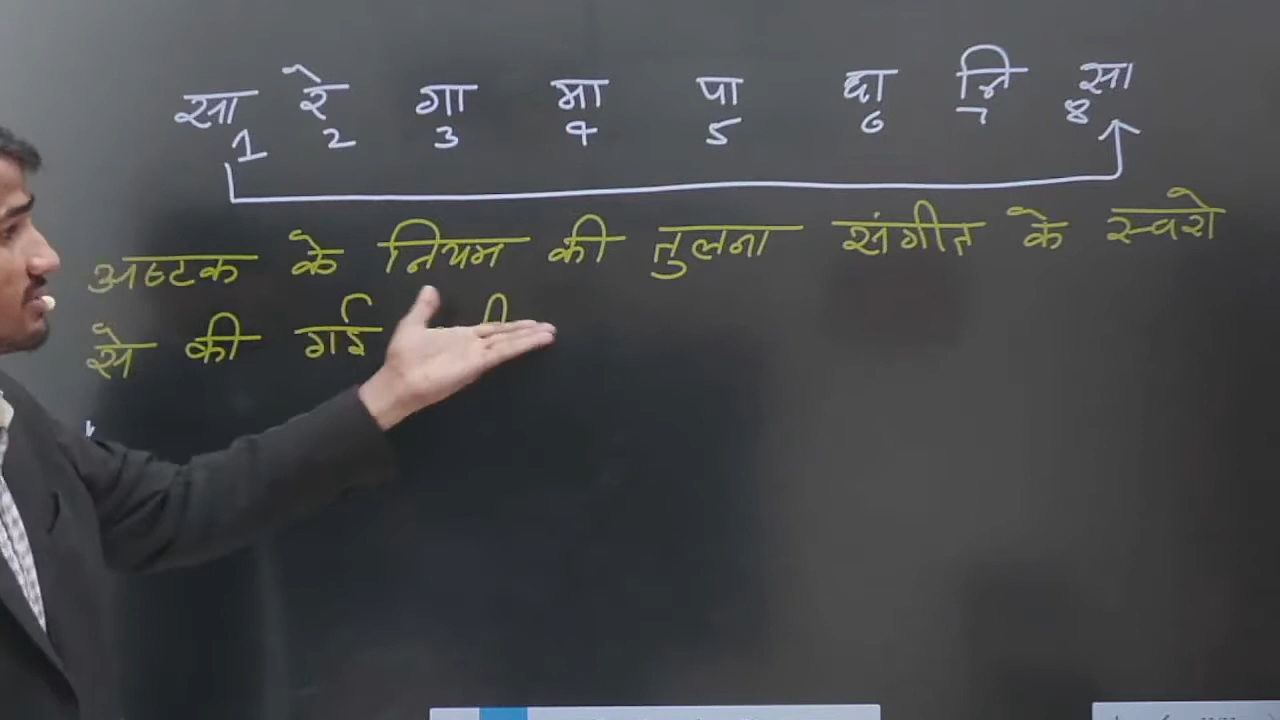 सा रे गा मा पा धा नि सा
1 2 3 4 5 6 7 8
अष्टक के नियम की तुलना संगीत के स्वरो
से की गई